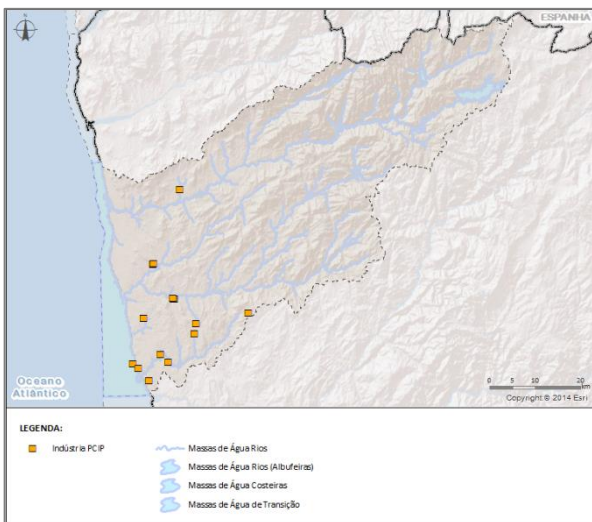 ESPANHA
Oceano
Atlântico
0 5 10 20
km
Copyright © 2014 Esri
LEGENDA:
Indústria PCIP
Massas de Água Rios
Massas de Água Rios (Albufeiras)
Massas de Água Costeiras
Massas de Água de Transição